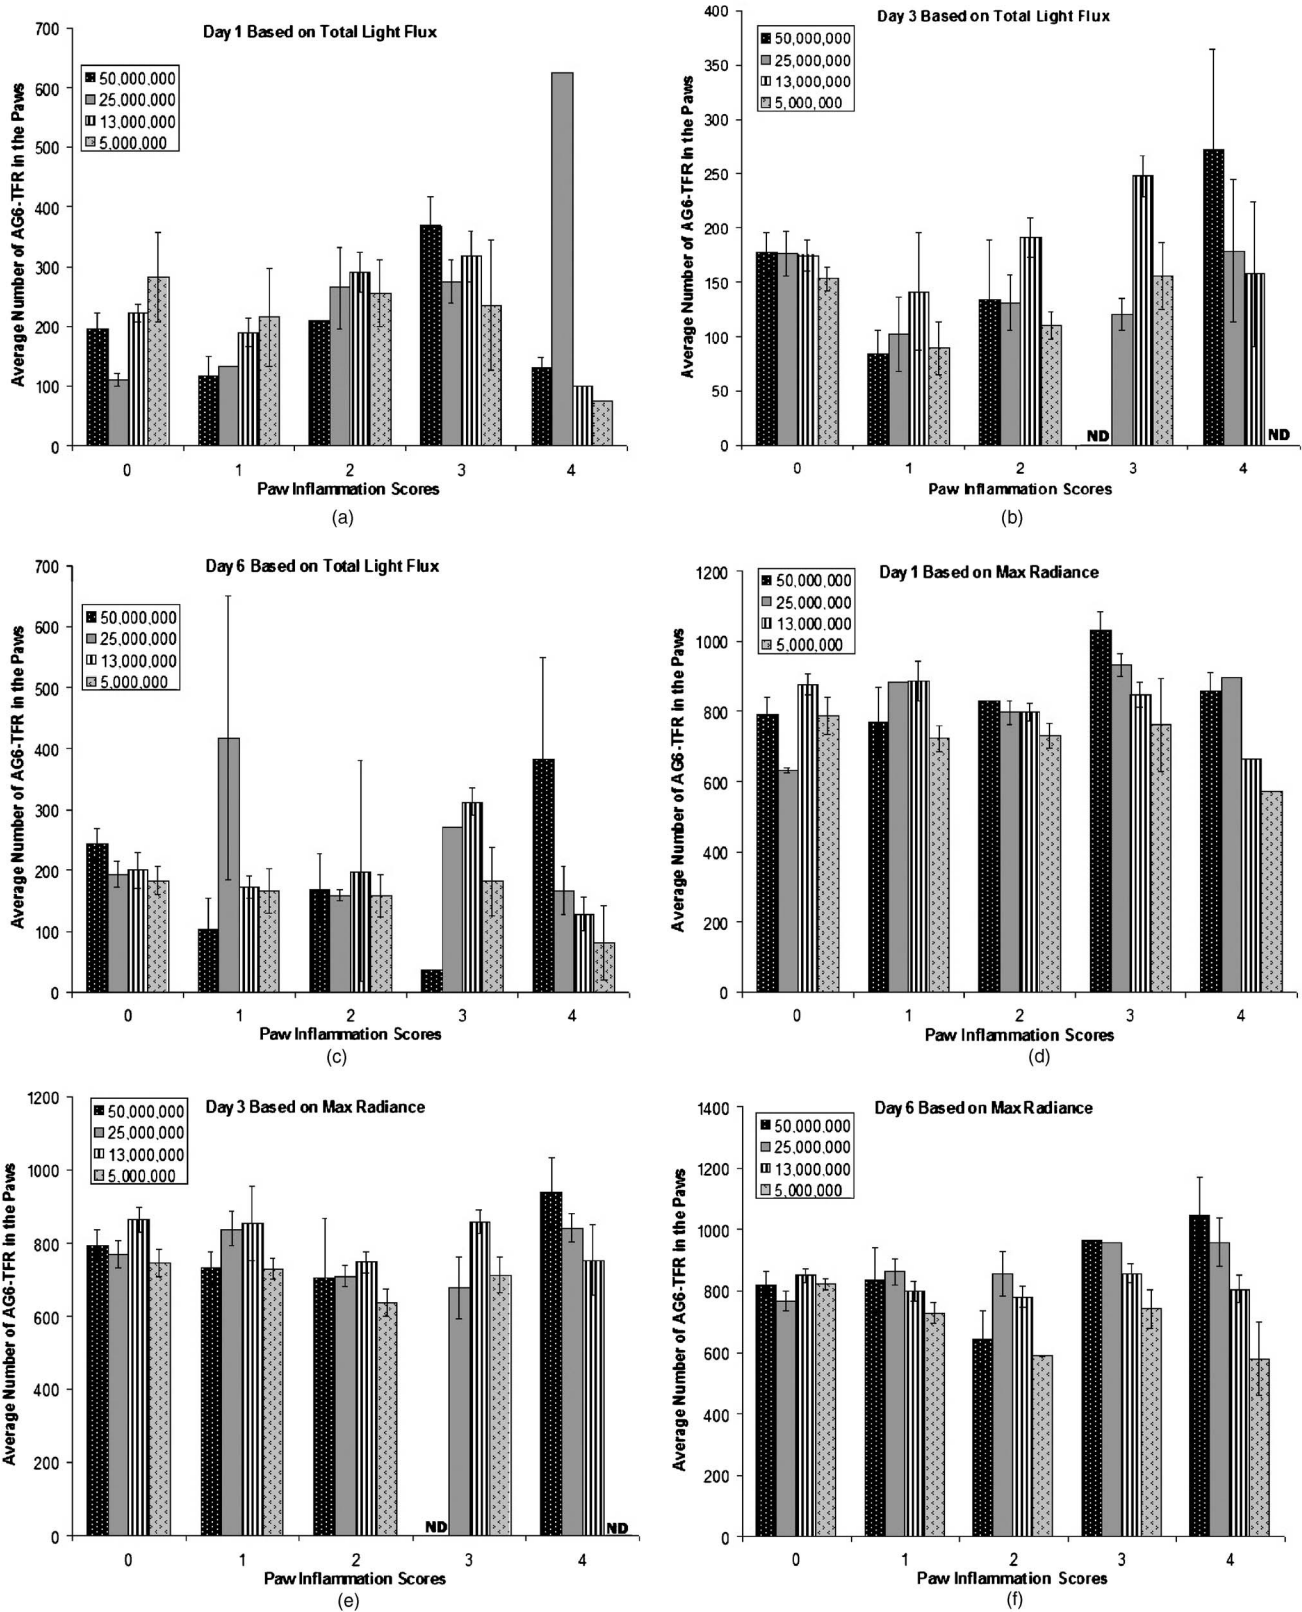 Day 1 Based on Total Light Flux
50,000,000
25,000,000
13,000,000
5,000,000
Average Number of AG6-TFR in the Paws
700
600
500
400
300
200
100
0
0 1 2 3 4
Paw Inflammation Scores
(a)
Day 3 Based on Total Light Flux
50,000,000
25,000,000
13,000,000
5,000,000
Average Number of AG6-TFR in the Paws
400
350
300
250
200
150
100
50
0
ND
ND
0 1 2 3 4
Paw Inflammation Scores
(b)
Day 6 Based on Total Light Flux
50,000,000
25,000,000
13,000,000
5,000,000
Average Number of AG6-TFR in the Paws
700
600
500
400
300
200
100
0
0 1 2 3 4
Paw Inflammation Scores
(c)
Day 1 Based on Max Radiance
50,000,000
25,000,000
13,000,000
5,000,000
Average Number of AG6-TFR in the Paws
1200
1000
800
600
400
200
0
0 1 2 3 4
Paw Inflammation Scores
(d)
Day 3 Based on Max Radiance
50,000,000
25,000,000
13,000,000
5,000,000
Average Number of AG6-TFR in the Paws
1200
1000
800
600
400
200
0
ND
ND
0 1 2 3 4
Paw Inflammation Scores
(e)
Day 6 Based on Max Radiance
50,000,000
25,000,000
13,000,000
5,000,000
Average Number of AG6-TFR in the Paws
1400
1200
1000
800
600
400
200
0
0 1 2 3 4
Paw Inflammation Scores
(f)